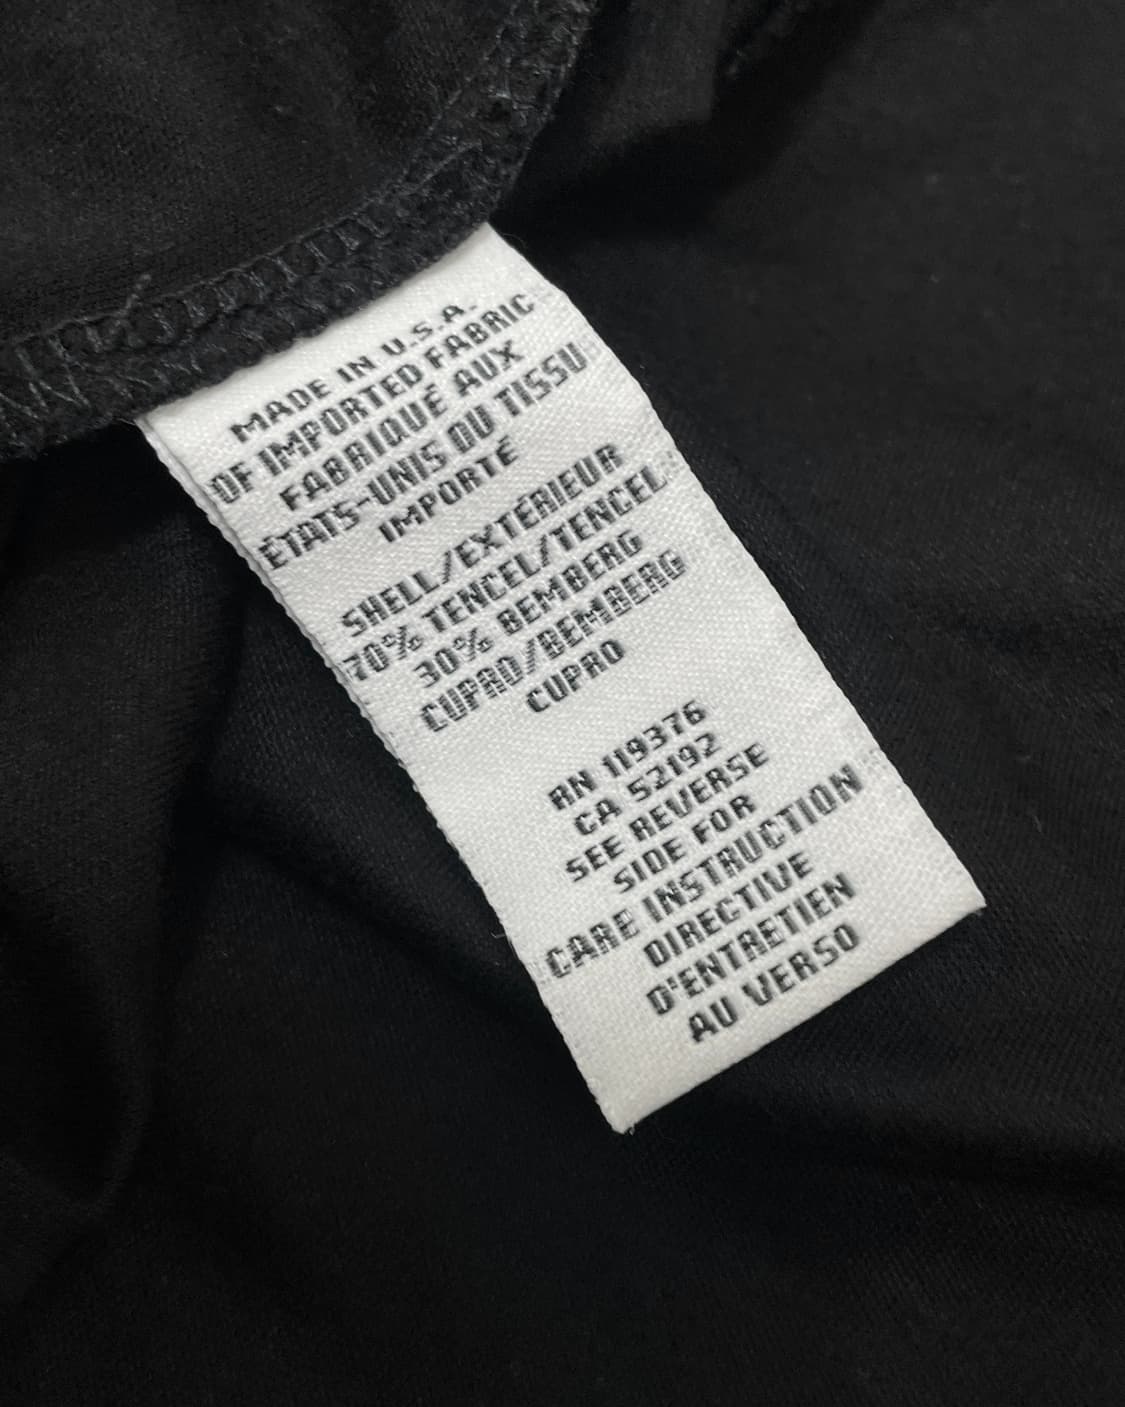 MADE IN U.S.A.
OF IMPORTED FABRIC
FABRIQUÉ AUX
ÉTATS-UNIS DU TISSU
IMPORTÉ
SHELL/EXTÉRIEUR
70% TENCEL/TENCEL
30% BEMBERG
CUPRO/BEMBERG
CUPRO
RN 119376
CA 52192
SEE REVERSE
SIDE FOR
CARE INSTRUCTION
DIRECTIVE
D'ENTRETIEN
AU VERSO